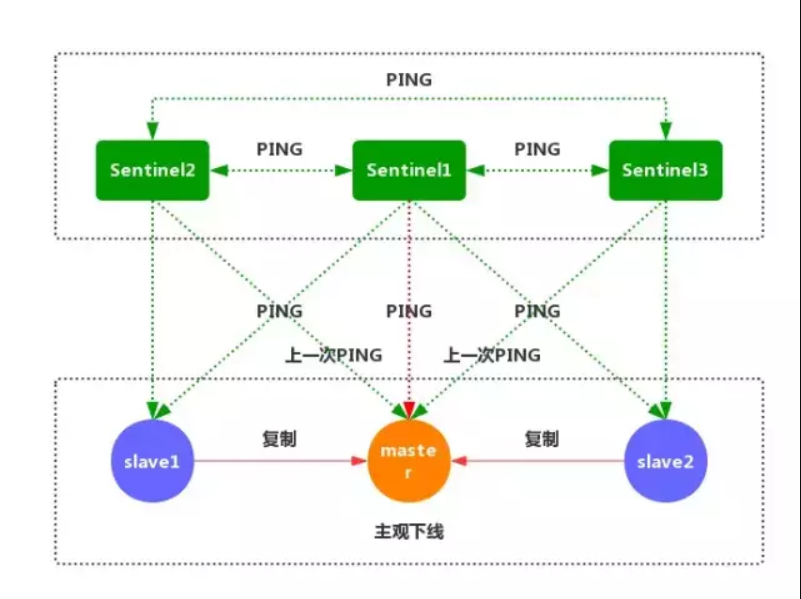 PING
PING
PING
Sentinel2
Sentinel1
Sentinel3
PING
PING
PING
上一次PING
上一次PING
复制
复制
slave1
maste
r
slave2
主观下线